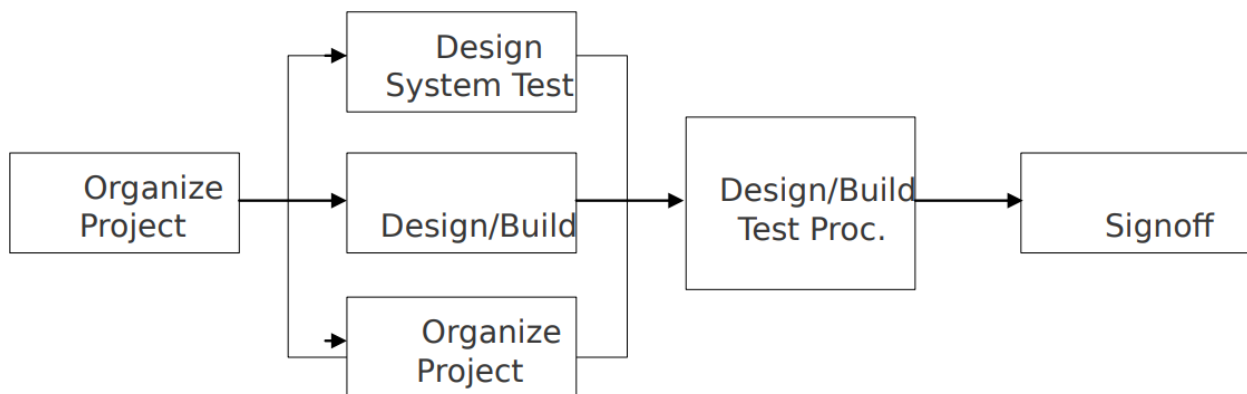 Organize
Project
Design
System Test
Design/Build
Organize
Project
Design/Build
Test Proc.
Signoff